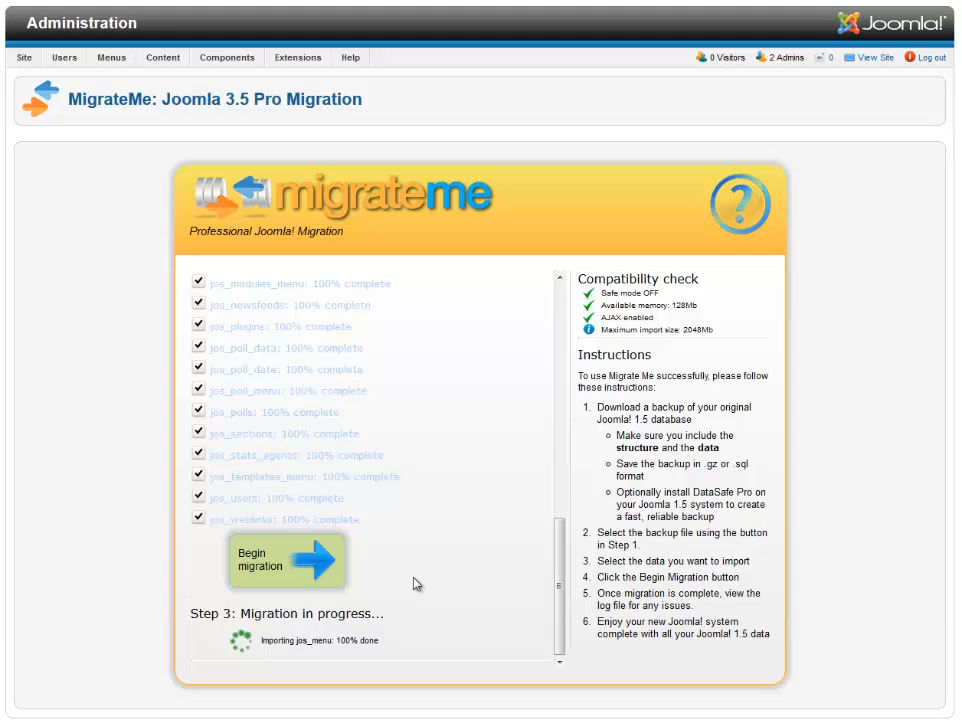 Administration
Joomla!
Site Users Menus Content Components Extensions Help 0 Visitors 2 Admins 0 View Site Log out
MigrateMe: Joomla 3.5 Pro Migration
migrateme
?
Professional Joomla! Migration
jos_modules_menu: 100% complete
jos_newsfeeds: 100% complete
jos_plugins: 100% complete
jos_poll_data: 100% complete
jos_poll_date: 100% complete
jos_poll_menu: 100% complete
jos_polls: 100% complete
jos_sections: 100% complete
jos_stats_agents: 100% complete
jos_templates_menu: 100% complete
jos_users: 100% complete
jos_weblinks: 100% complete
Begin
migration
Step 3: Migration in progress...
Importing jos_menu: 100% done
Compatibility check
Safe mode OFF
Available memory: 128Mb
AJAX enabled
Maximum import size: 2048Mb
Instructions
To use Migrate Me successfully, please follow
these instructions:
1. Download a backup of your original
Joomla! 1.5 database
Make sure you include the
structure and the data
Save the backup in .gz or .sql
format
Optionally install DataSafe Pro on
your Joomla 1.5 system to create
a fast, reliable backup
2. Select the backup file using the button
in Step 1.
3. Select the data you want to import
4. Click the Begin Migration button
5. Once migration is complete, view the
log file for any issues.
6. Enjoy your new Joomla! system
complete with all your Joomla! 1.5 data